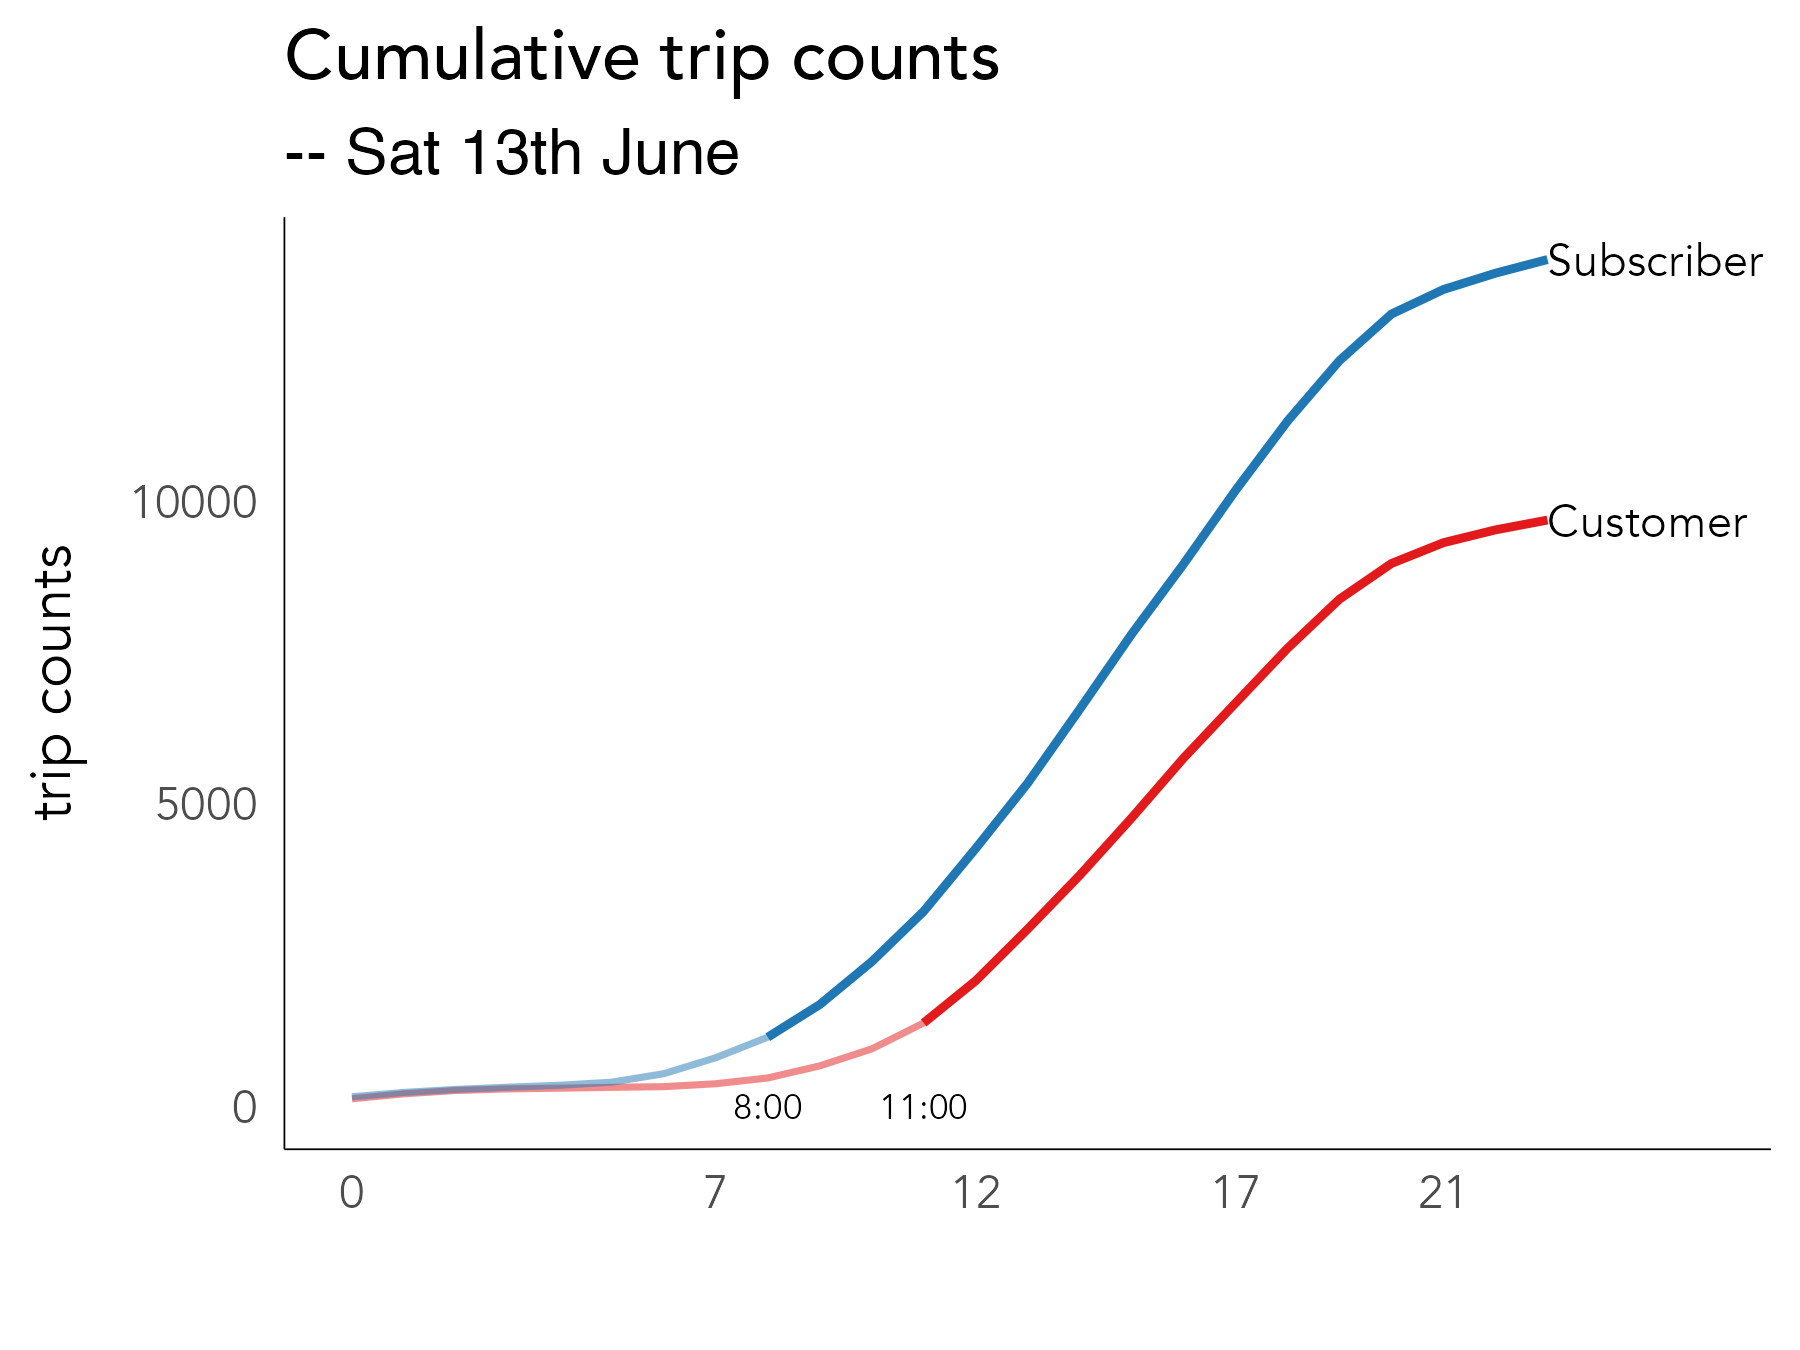 Cumulative trip counts
-- Sat 13th June
trip counts
10000
5000
0
Subscriber
Customer
8:00
11:00
0
7
12
17
21